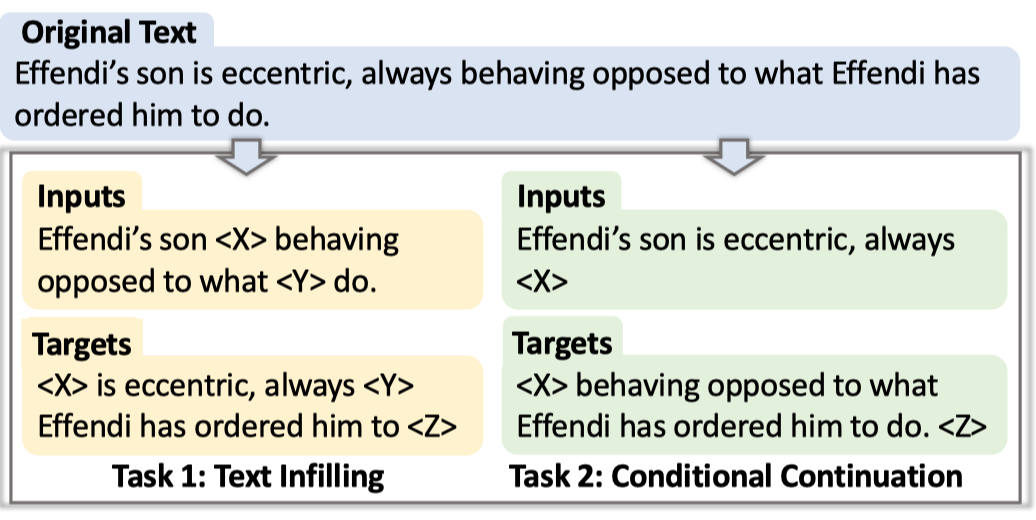 Original Text
Effendi’s son is eccentric, always behaving opposed to what Effendi has
ordered him to do.
Inputs
Effendi’s son <X> behaving
opposed to what <Y> do.
Targets
<X> is eccentric, always <Y>
Effendi has ordered him to <Z>
Task 1: Text Infilling
Inputs
Effendi’s son is eccentric, always
<X>
Targets
<X> behaving opposed to what
Effendi has ordered him to do. <Z>
Task 2: Conditional Continuation